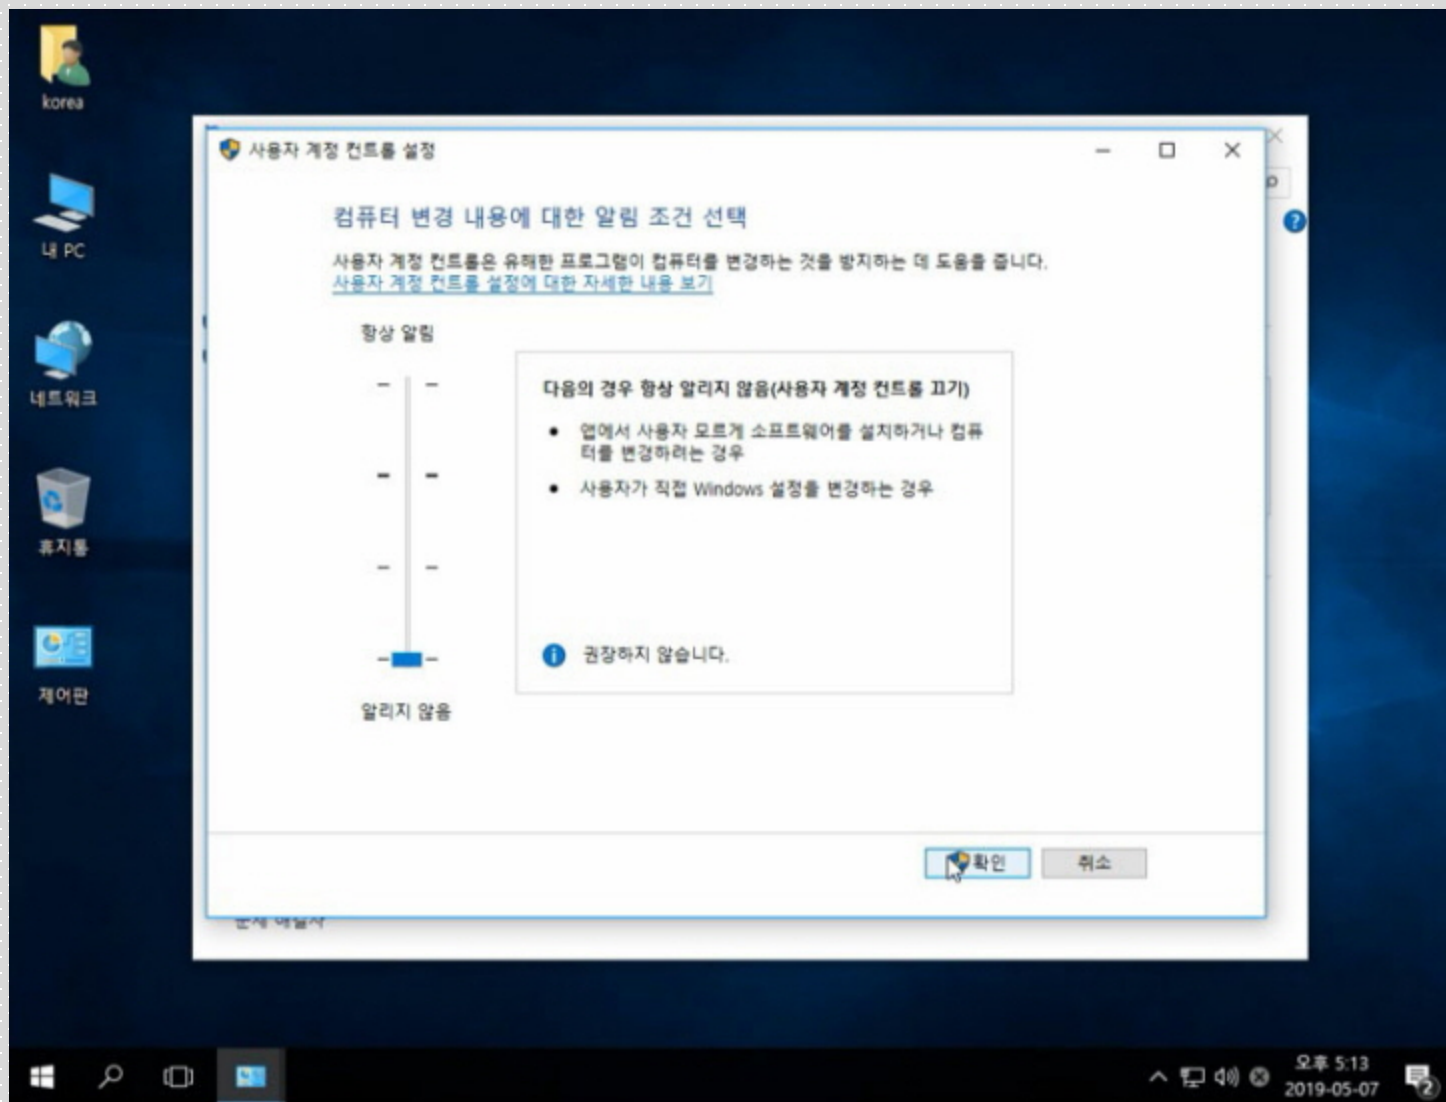 korea
내 PC
네트워크
휴지통
제어판
사용자 계정 컨트롤 설정
컴퓨터 변경 내용에 대한 알림 조건 선택
사용자 계정 컨트롤은 유해한 프로그램이 컴퓨터를 변경하는 것을 방지하는 데 도움을 줍니다.
사용자 계정 컨트롤 설정에 대한 자세한 내용 보기
항상 알림
다음의 경우 항상 알리지 않음(사용자 계정 컨트롤 끄기)
• 앱에서 사용자 모르게 소프트웨어를 설치하거나 컴퓨
터를 변경하려는 경우
• 사용자가 직접 Windows 설정을 변경하는 경우
권장하지 않습니다.
알리지 않음
확인
취소
문제 해결사
오후 5:13
2019-05-07
2